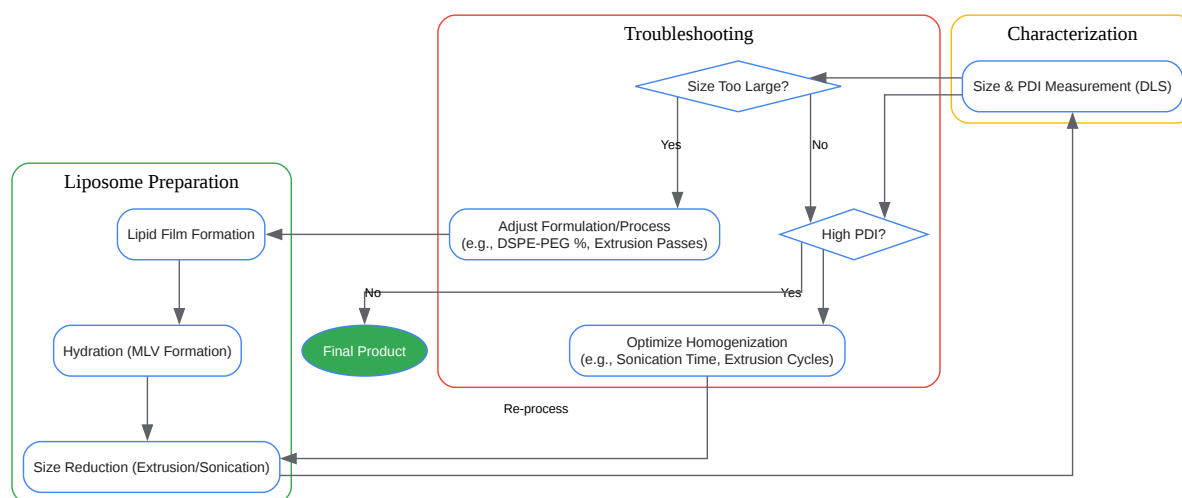 Troubleshooting
Characterization
Size Too Large?
Size & PDI Measurement (DLS)
Yes
No
Liposome Preparation
Lipid Film Formation
Adjust Formulation/Process
(e.g., DSPE-PEG %, Extrusion Passes)
High PDI?
No
Yes
Hydration (MLV Formation)
Final Product
Optimize Homogenization
(e.g., Sonication Time, Extrusion Cycles)
Re-process
Size Reduction (Extrusion/Sonication)